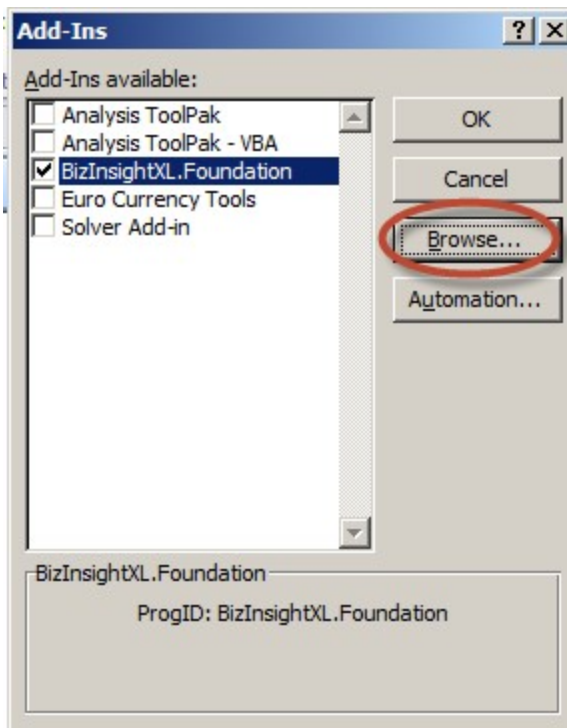 Add-Ins
Add-Ins available:
Analysis ToolPak
Analysis ToolPak - VBA
BizInsightXL.Foundation
Euro Currency Tools
Solver Add-in
OK
Cancel
Browse...
Automation...
BizInsightXL.Foundation
ProgID: BizInsightXL.Foundation